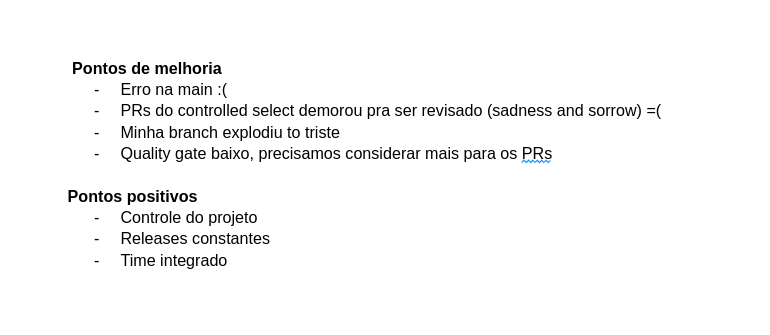 Pontos de melhoria
- Erro na main :(
- PRs do controlled select demorou pra ser revisado (sadness and sorrow) =(
- Minha branch explodiu to triste
- Quality gate baixo, precisamos considerar mais para os PRs
Pontos positivos
- Controle do projeto
- Releases constantes
- Time integrado